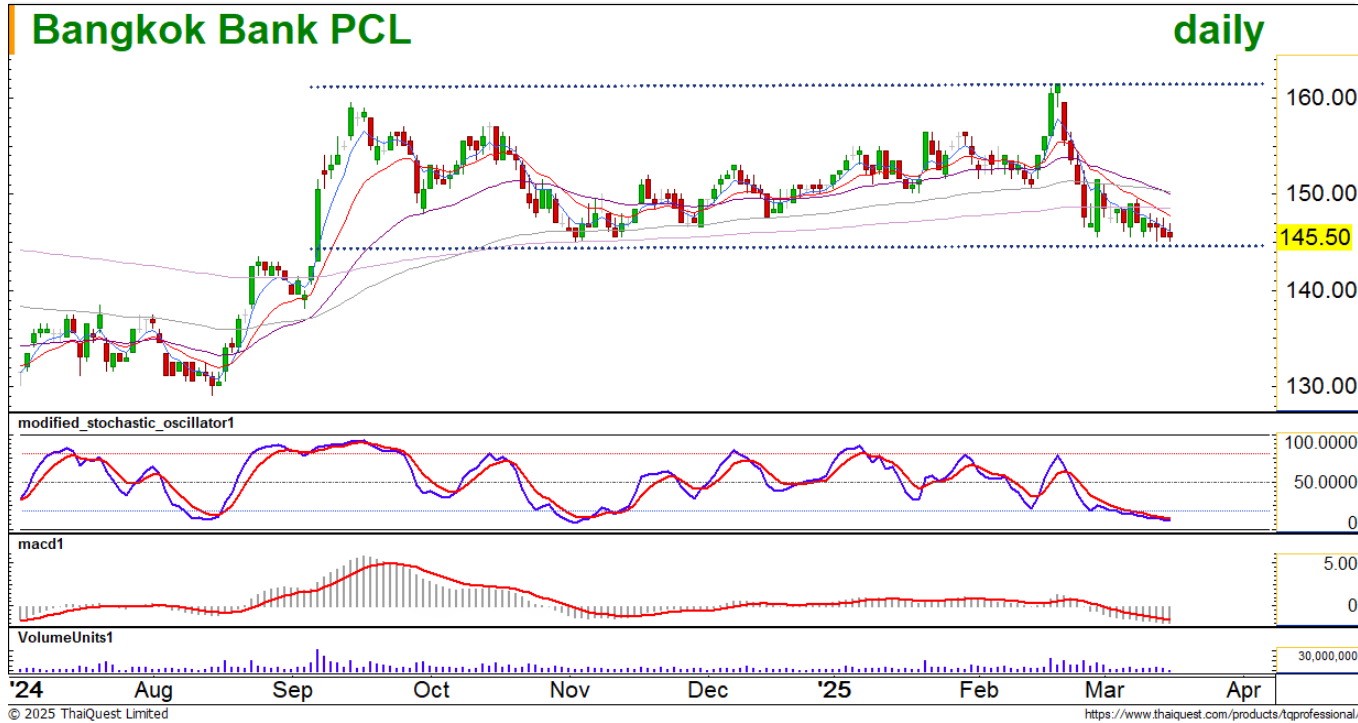 Bangkok Bank PCL daily
160.00
150.00
145.50
140.00
130.00
modified_stochastic_oscillator1
100.0000
50.0000
0
macd1
5.00
0
VolumeUnits1
30,000,000
'24 Aug Sep Oct Nov Dec '25 Feb Mar Apr
© 2025 ThaiQuest Limited https://www.thaiquest.com/products/tqprofessional/